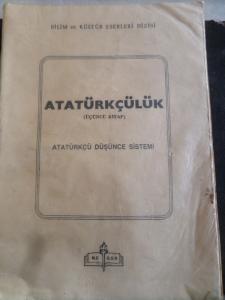 BİLİM ve KÜLTÜR ESERLERİ DİZİSİ
ATATÜRKÇÜLÜK
(ÜÇÜNCÜ KİTAP)
ATATÜRKÇÜ DÜŞÜNCE SİSTEMİ